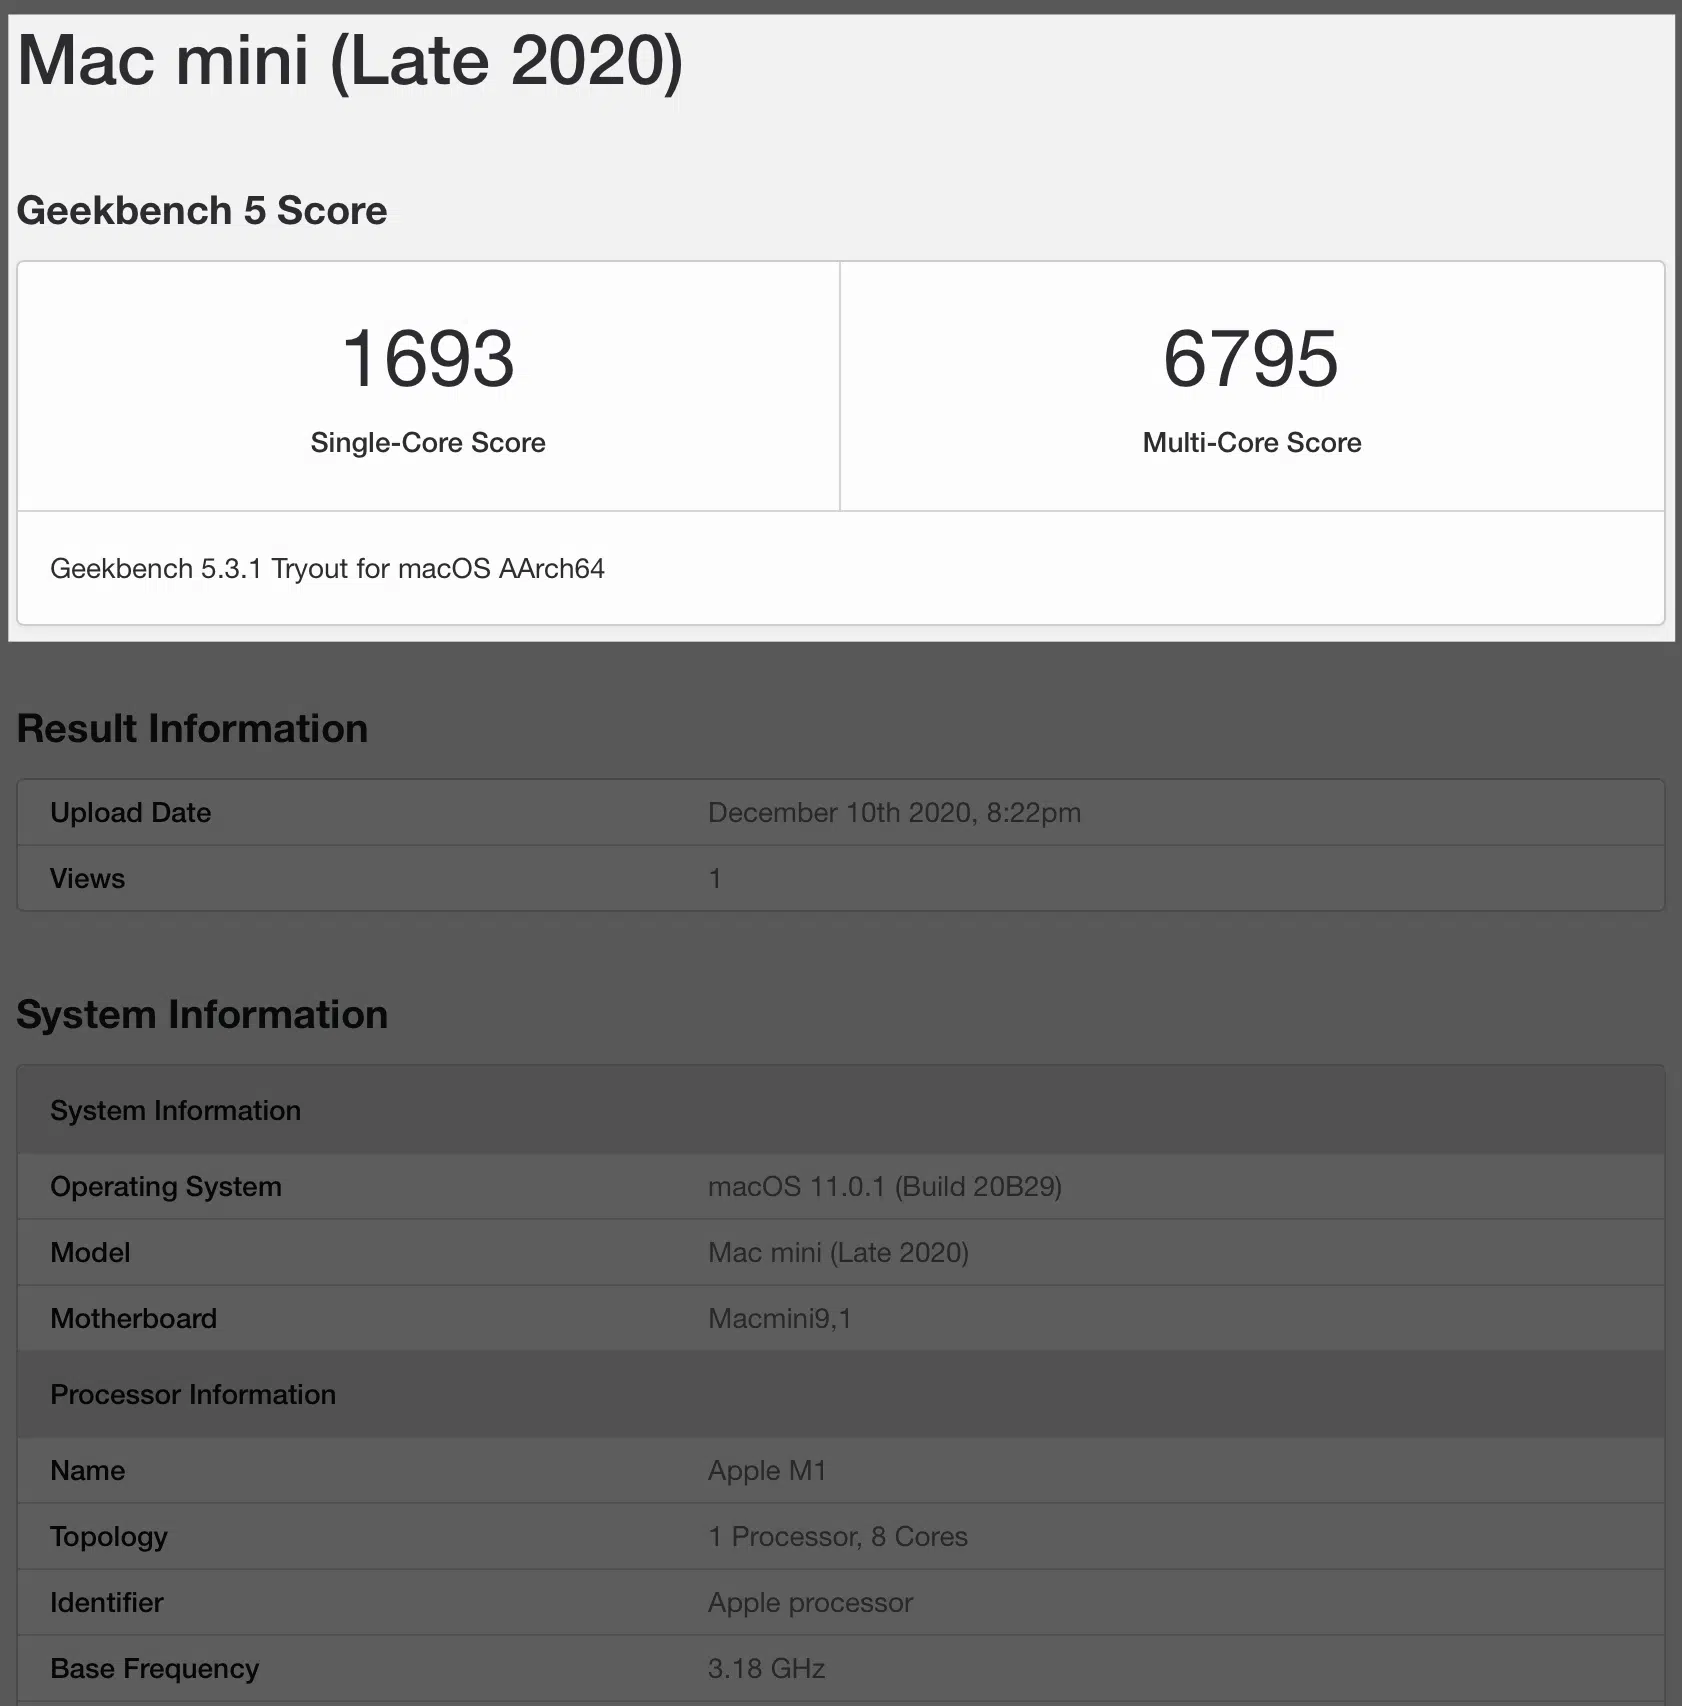 Mac mini (Late 2020)
Geekbench 5 Score
1693
Single-Core Score
6795
Multi-Core Score
Geekbench 5.3.1 Tryout for macOS AArch64
Result Information
Upload Date December 10th 2020, 8:22pm
Views 1
System Information
System Information
Operating System macOS 11.0.1 (Build 20B29)
Model Mac mini (Late 2020)
Motherboard Macmini9,1
Processor Information
Name Apple M1
Topology 1 Processor, 8 Cores
Identifier Apple processor
Base Frequency 3.18 GHz